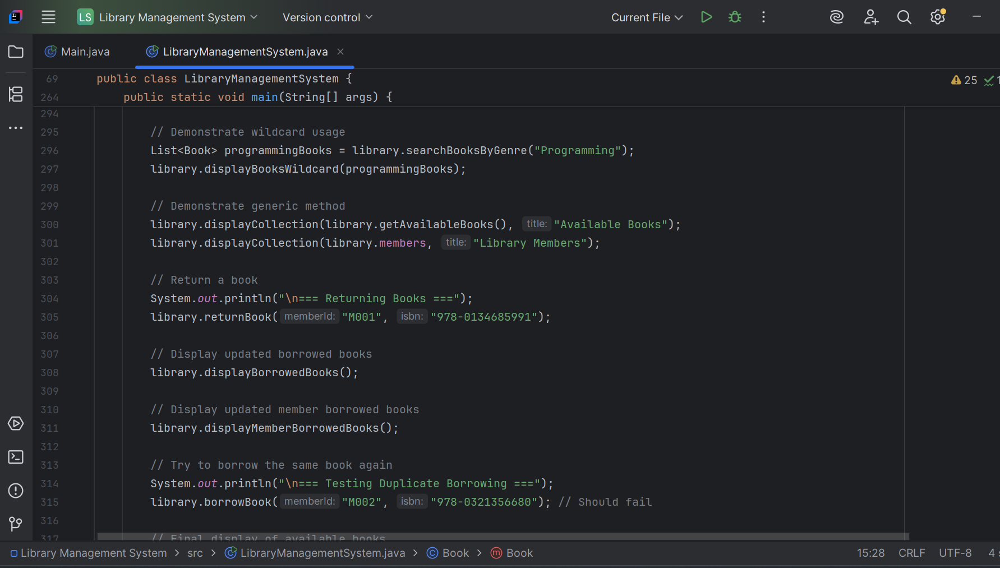 LS Library Management System Version control Current File
Main.java LibraryManagementSystem.java
69 public class LibraryManagementSystem { 25 1
264 public static void main(String[] args) {
294
295 // Demonstrate wildcard usage
296 List<Book> programmingBooks = library.searchBooksByGenre("Programming");
297 library.displayBooksWildcard(programmingBooks);
298
299 // Demonstrate generic method
300 library.displayCollection(library.getAvailableBooks(), title: "Available Books");
301 library.displayCollection(library.members, title: "Library Members");
302
303 // Return a book
304 System.out.println("\n=== Returning Books ===");
305 library.returnBook( memberId: "M001", isbn: "978-0134685991");
306
307 // Display updated borrowed books
308 library.displayBorrowedBooks();
309
310 // Display updated member borrowed books
311 library.displayMemberBorrowedBooks();
312
313 // Try to borrow the same book again
314 System.out.println("\n=== Testing Duplicate Borrowing ===");
315 library.borrowBook( memberId: "M002", isbn: "978-0321356680"); // Should fail
316
317 // Final display of available books
Library Management System > src > LibraryManagementSystem.java > Book > Book 15:28 CRLF UTF-8 4